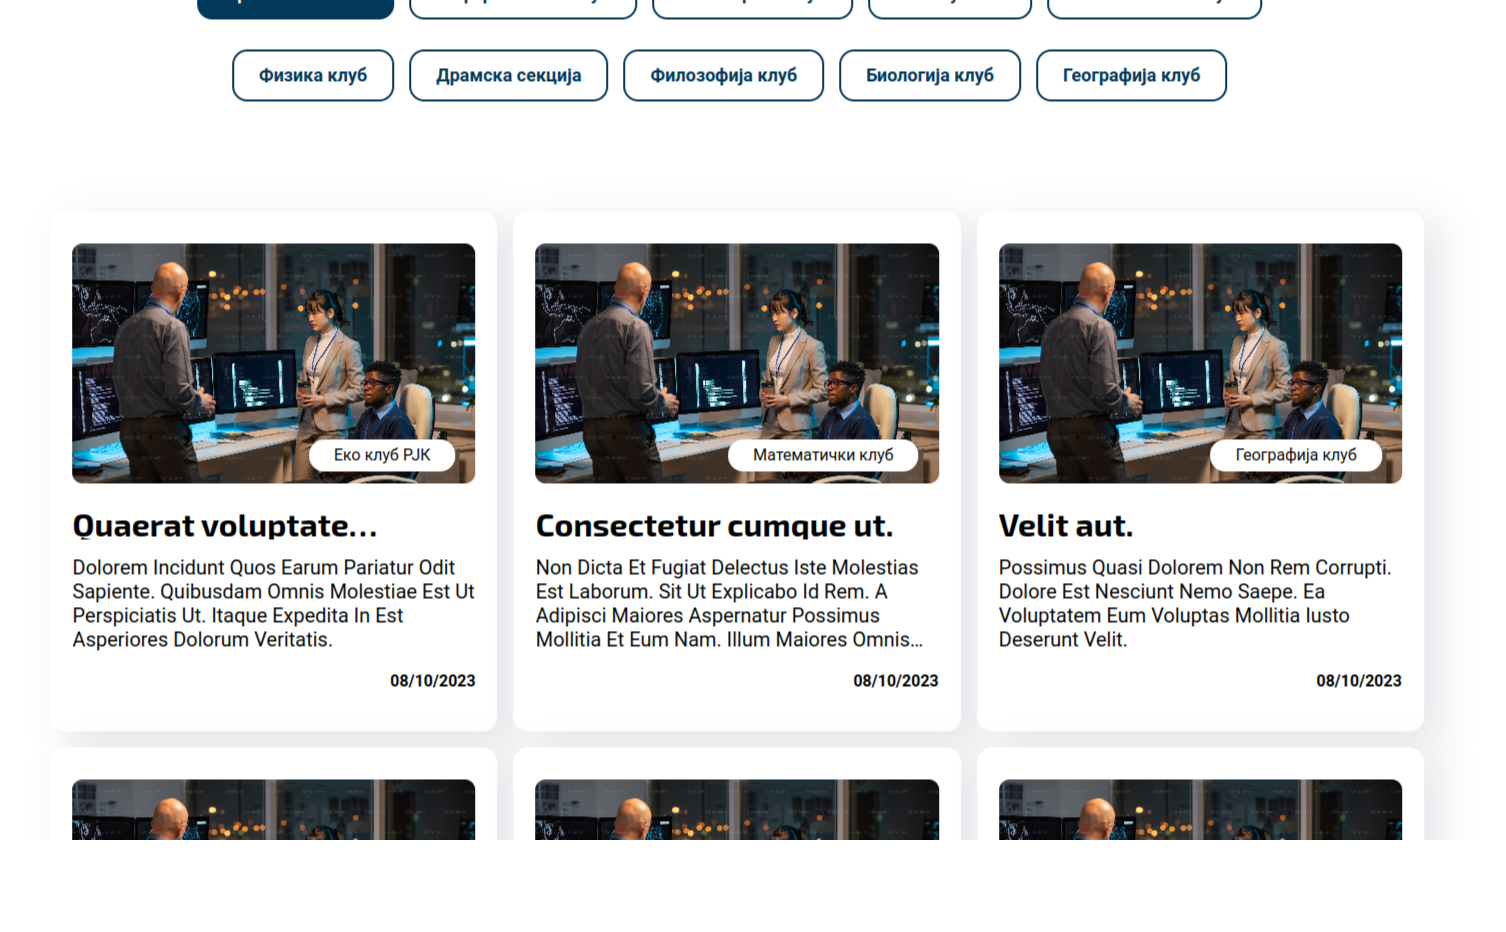 Физика клуб
Драмска секција
Филозофија клуб
Биологија клуб
Географија клуб
Еко клуб РЈК
Quaerat voluptate...
Dolorem Incidunt Quos Earum Pariatur Odit
Sapiente. Quibusdam Omnis Molestiae Est Ut
Perspiciatis Ut. Itaque Expedita In Est
Asperiores Dolorum Veritatis.
08/10/2023
Математички клуб
Consectetur cumque ut.
Non Dicta Et Fugiat Delectus Iste Molestias
Est Laborum. Sit Ut Explicabo Id Rem. A
Adipisci Maiores Aspernatur Possimus
Mollitia Et Eum Nam. Illum Maiores Omnis...
08/10/2023
Географија клуб
Velit aut.
Possimus Quasi Dolorem Non Rem Corrupti.
Dolore Est Nesciunt Nemo Saepe. Ea
Voluptatem Eum Voluptas Mollitia Iusto
Deserunt Velit.
08/10/2023